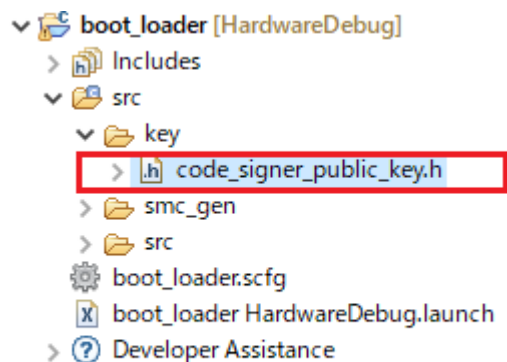 boot_loader [HardwareDebug]
Includes
src
key
.h code_signer_public_key.h
smc_gen
src
boot_loader.scfg
boot_loader HardwareDebug.launch
Developer Assistance